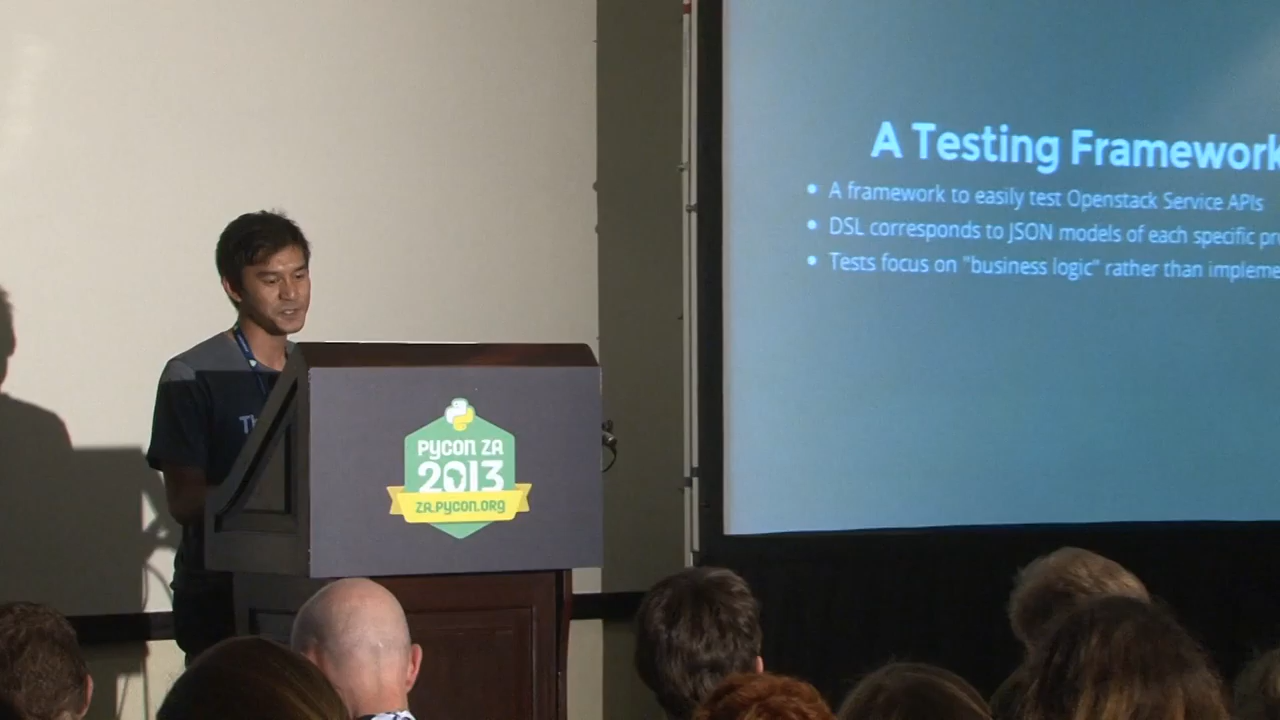 A Testing Framework
• A framework to easily test Openstack Service APIs
• DSL corresponds to JSON models of each specific
• Tests focus on "business logic" rather than
PYCON ZA
2013
ZA.PYCON.ORG